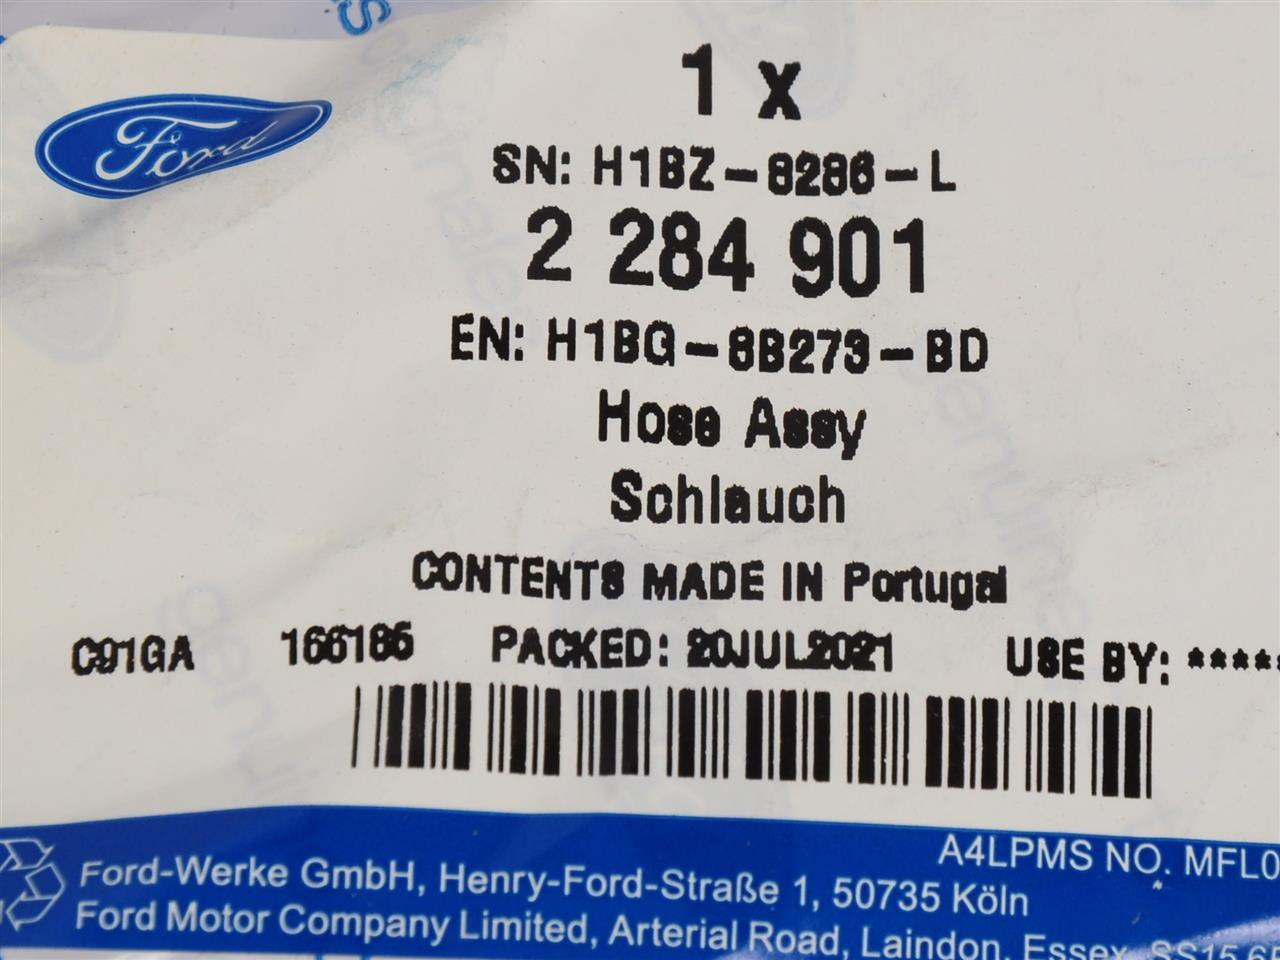 Ford
1 x
SN: H1BZ-8286-L
2 284 901
EN: H1BG-8B273-BD
Hose Assy
Schlauch
CONTENTS MADE IN Portugal
C91GA 166185 PACKED: 20JUL2021 USE BY: *****
A4LPMS NO. MFL0
Ford-Werke GmbH, Henry-Ford-Straße 1, 50735 Köln
Ford Motor Company Limited, Arterial Road, Laindon, Essex, SS15